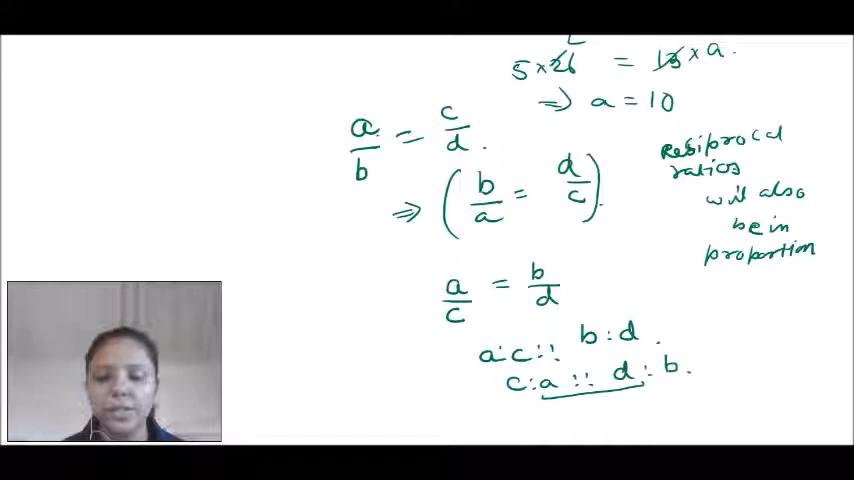 5 × 26 = 13 × a.
⇒ a = 10
a/b = c/d.
⇒ (b/a = d/c).
Resiprocal
ratios
will also
be in
proportion
a/c = b/d
a:c :: b:d.
c:a :: d:b.